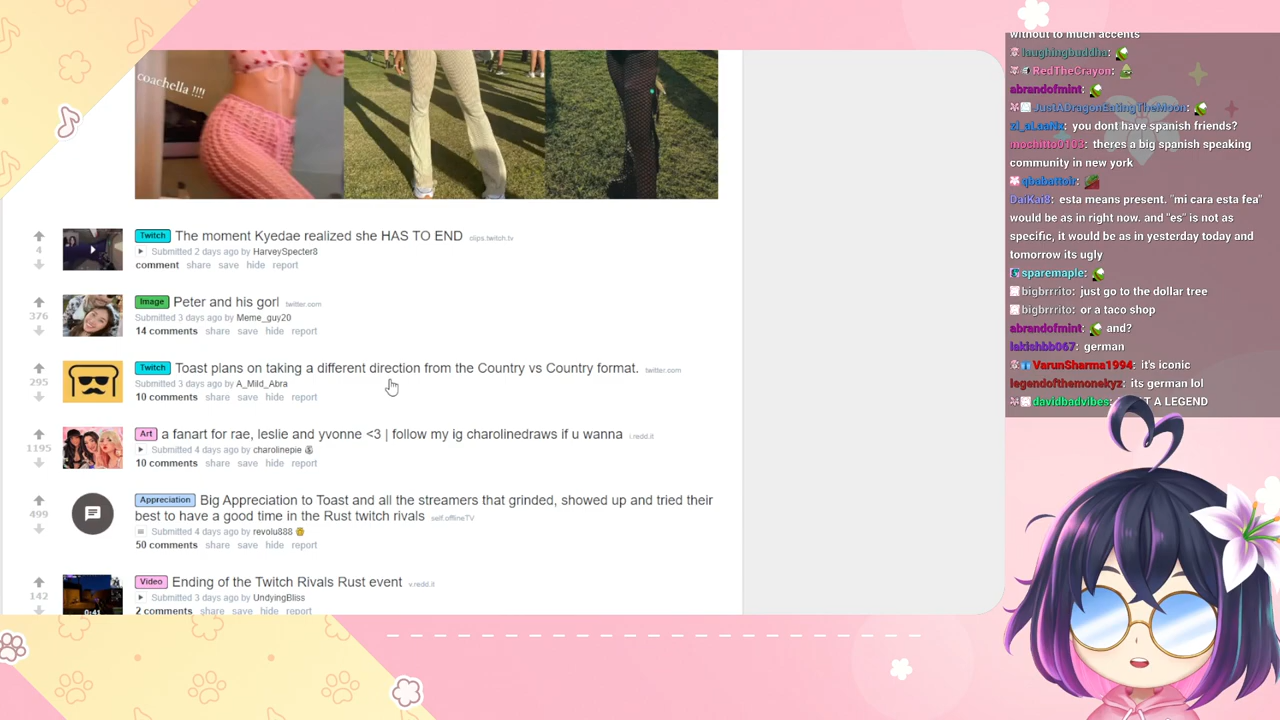 coachella !!!!
Twitch The moment Kyedae realized she HAS TO END clips.twitch.tv
Submitted 2 days ago by HarveySpecter8
comment share save hide report
376
Image Peter and his gorl twitter.com
Submitted 3 days ago by Meme_guy20
14 comments share save hide report
295
Twitch Toast plans on taking a different direction from the Country vs Country format. twitter.com
Submitted 3 days ago by A_Mild_Abra
10 comments share save hide report
1195
Art a fanart for rae, leslie and yvonne <3 | follow my ig charolinedraws if u wanna i.redd.it
Submitted 4 days ago by charolinepie
10 comments share save hide report
499
Appreciation Big Appreciation to Toast and all the streamers that grinded, showed up and tried their
best to have a good time in the Rust twitch rivals self.offlineTV
Submitted 4 days ago by revolu888
50 comments share save hide report
142
Video Ending of the Twitch Rivals Rust event v.redd.it
Submitted 3 days ago by UndyingBliss
2 comments share save hide report
0:41
without to much accents
laughingbuddha:
RedTheCrayon:
abrandofmint:
JustADragonEatingTheMoon:
you dont have spanish friends?
mochitto0103: theres a big spanish speaking
community in new york
qbabattoir:
DaiKai8: esta means present. "mi cara esta fea"
would be as in right now. and "es" is not as
specific, it would be as in yesterday today and
tomorrow its ugly
sparemaple:
bigbrrrito: just go to the dollar tree
bigbrrrito: or a taco shop
abrandofmint: and?
lakishbb067: german
VarunSharma1994: it's iconic
legendofthemonekyz: its german lol
davidbadvibes: A LEGEND